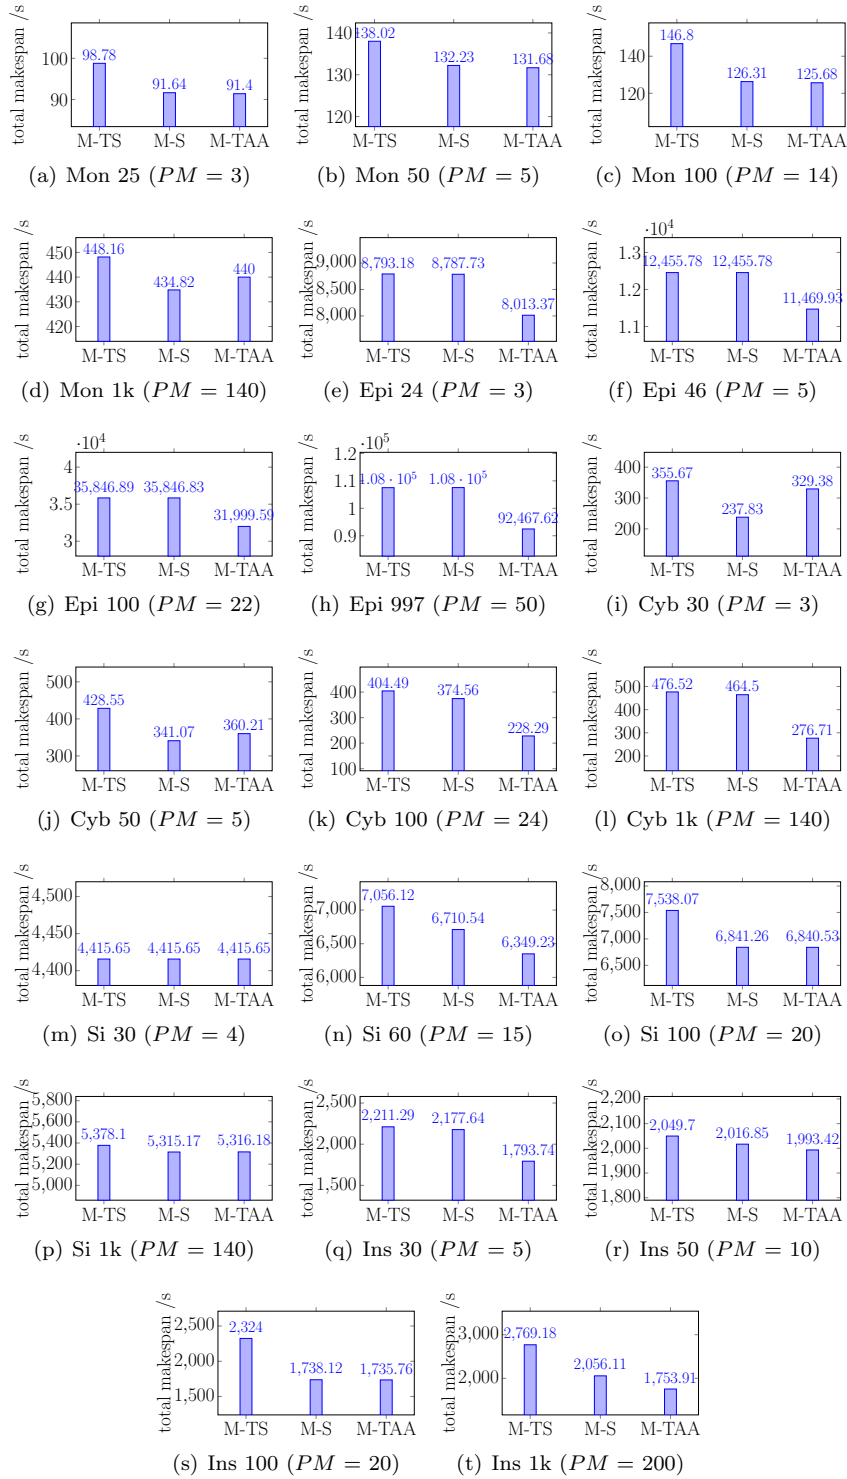 total makespan /s
100
90
98.78
91.64
91.4
M-TS M-S M-TAA
(a) Mon 25 (PM = 3)
total makespan /s
140
130
120
138.02
132.23
131.68
M-TS M-S M-TAA
(b) Mon 50 (PM = 5)
total makespan /s
140
120
146.8
126.31
125.68
M-TS M-S M-TAA
(c) Mon 100 (PM = 14)
total makespan /s
450
440
430
420
448.16
434.82
440
M-TS M-S M-TAA
(d) Mon 1k (PM = 140)
total makespan /s
9,000
8,500
8,000
8,793.18
8,787.73
8,013.37
M-TS M-S M-TAA
(e) Epi 24 (PM = 3)
total makespan /s
·10⁴
1.3
1.2
1.1
12,455.78
12,455.78
11,469.93
M-TS M-S M-TAA
(f) Epi 46 (PM = 5)
total makespan /s
·10⁴
4
3.5
3
35,846.89
35,846.83
31,999.59
M-TS M-S M-TAA
(g) Epi 100 (PM = 22)
total makespan /s
·10⁵
1.2
1.1
1
0.9
1.08 · 10⁵
1.08 · 10⁵
92,467.62
M-TS M-S M-TAA
(h) Epi 997 (PM = 50)
total makespan /s
400
300
200
355.67
237.83
329.38
M-TS M-S M-TAA
(i) Cyb 30 (PM = 3)
total makespan /s
500
400
300
428.55
341.07
360.21
M-TS M-S M-TAA
(j) Cyb 50 (PM = 5)
total makespan /s
400
300
200
100
404.49
374.56
228.29
M-TS M-S M-TAA
(k) Cyb 100 (PM = 24)
total makespan /s
500
400
300
200
476.52
464.5
276.71
M-TS M-S M-TAA
(l) Cyb 1k (PM = 140)
total makespan /s
4,500
4,450
4,400
4,415.65
4,415.65
4,415.65
M-TS M-S M-TAA
(m) Si 30 (PM = 4)
total makespan /s
7,000
6,500
6,000
7,056.12
6,710.54
6,349.23
M-TS M-S M-TAA
(n) Si 60 (PM = 15)
total makespan /s
8,000
7,500
7,000
6,500
7,538.07
6,841.26
6,840.53
M-TS M-S M-TAA
(o) Si 100 (PM = 20)
total makespan /s
5,800
5,600
5,400
5,200
5,000
5,378.1
5,315.17
5,316.18
M-TS M-S M-TAA
(p) Si 1k (PM = 140)
total makespan /s
2,500
2,000
1,500
2,211.29
2,177.64
1,793.74
M-TS M-S M-TAA
(q) Ins 30 (PM = 5)
total makespan /s
2,200
2,100
2,000
1,900
1,800
2,049.7
2,016.85
1,993.42
M-TS M-S M-TAA
(r) Ins 50 (PM = 10)
total makespan /s
2,500
2,000
1,500
2,324
1,738.12
1,735.76
M-TS M-S M-TAA
(s) Ins 100 (PM = 20)
total makespan /s
3,000
2,000
2,769.18
2,056.11
1,753.91
M-TS M-S M-TAA
(t) Ins 1k (PM = 200)